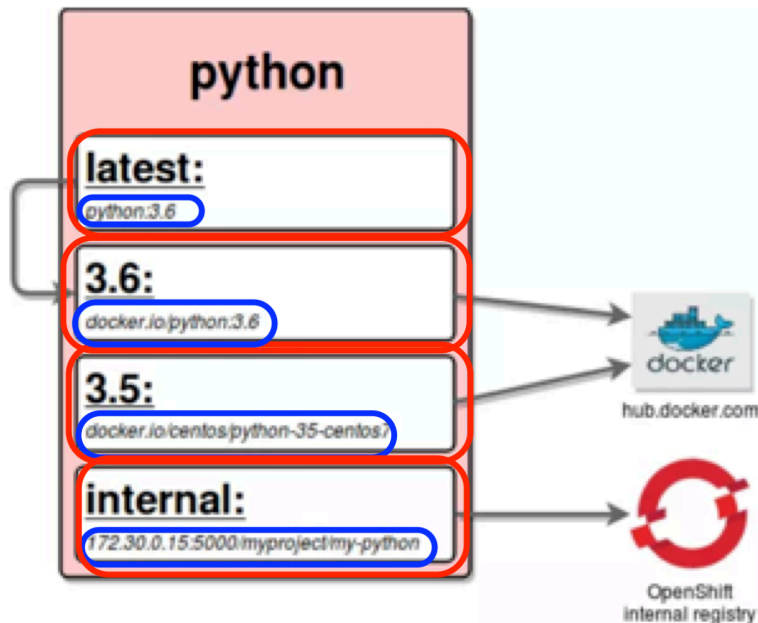 python
latest:
python:3.6
3.6:
docker.io/python:3.6
3.5:
docker.io/centos/python-35-centos7
internal:
172.30.0.15:5000/myproject/my-python
docker
hub.docker.com
OpenShift
internal registry